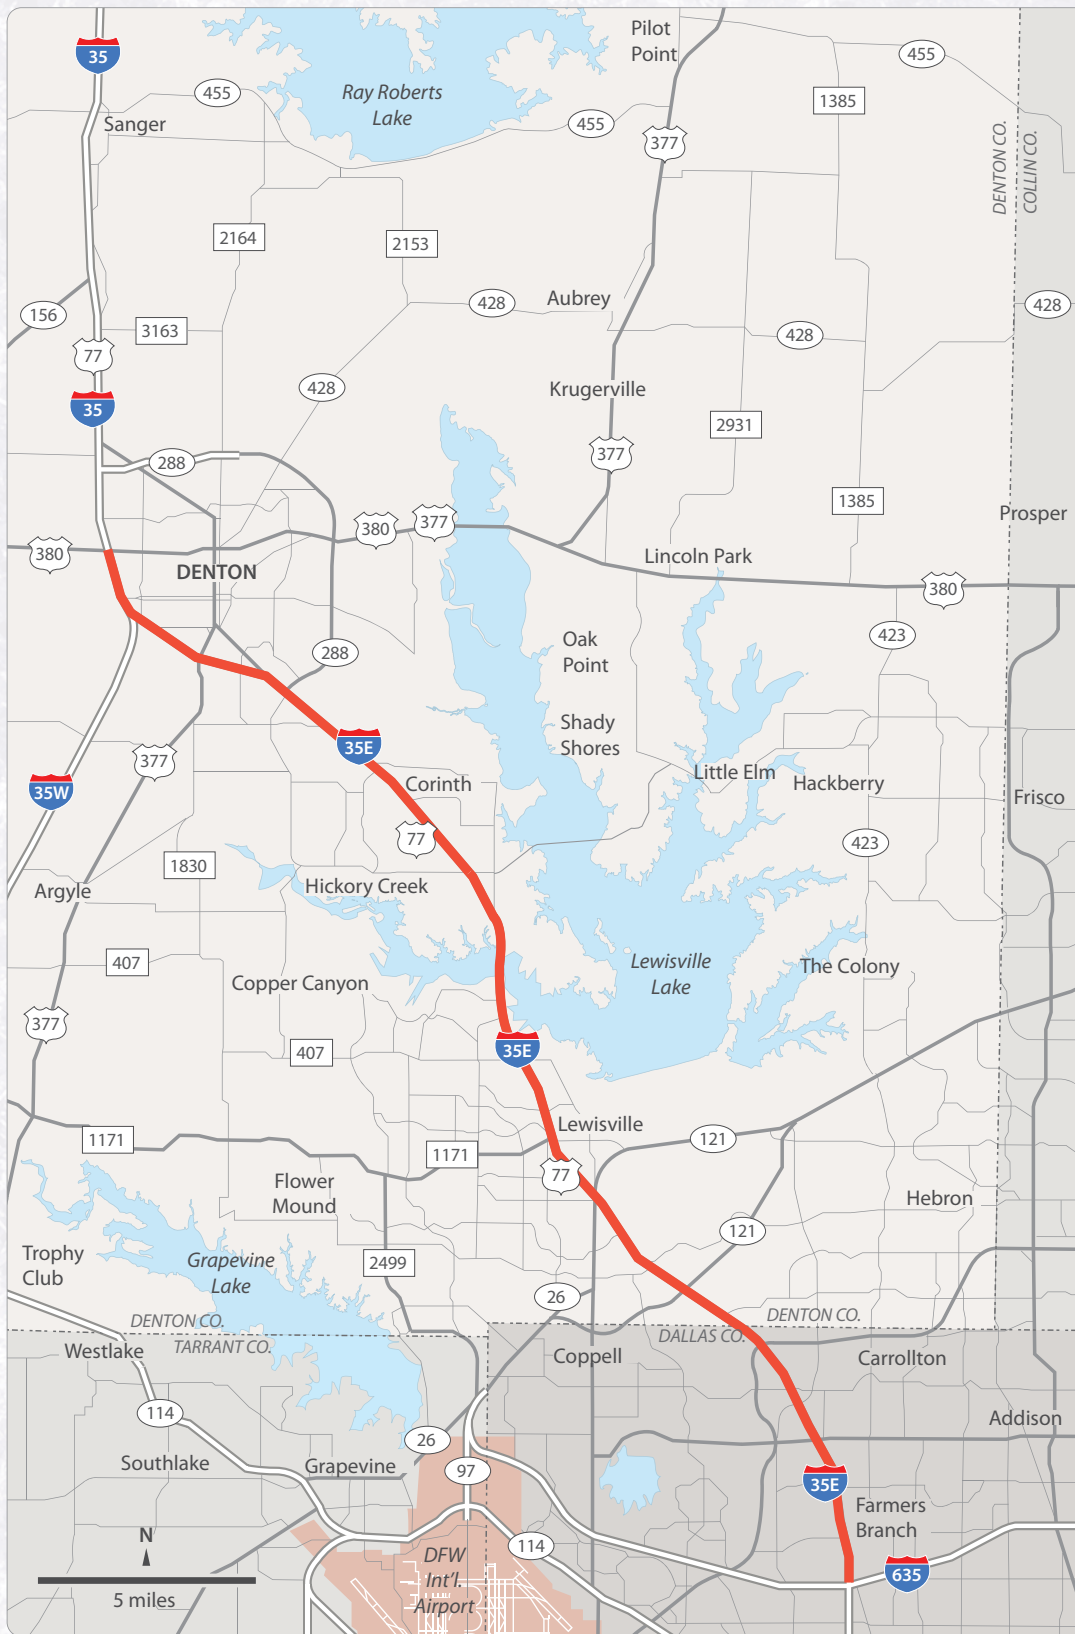 35
Pilot
Point
455
455
Ray Roberts
Lake
1385
Sanger
455
377
DENTON CO.
COLLIN CO.
2164
2153
Aubrey
428
428
156
3163
428
77
428
Krugerville
35
2931
377
288
1385
Prosper
380
377
380
Lincoln Park
380
DENTON
423
Oak
Point
288
Shady
Shores
35E
377
Little Elm
Hackberry
Corinth
35W
Frisco
77
423
1830
Hickory Creek
Argyle
407
Lewisville
Lake
The Colony
Copper Canyon
377
35E
407
Lewisville
1171
121
1171
77
Flower
Mound
Hebron
121
Trophy
Club
Grapevine
Lake
2499
26
DENTON CO.
DENTON CO.
TARRANT CO.
DALLAS CO.
Westlake
Coppell
Carrollton
114
Addison
26
Southlake
Grapevine
97
35E
Farmers
Branch
N
114
DFW
Int'l.
Airport
635
5 miles